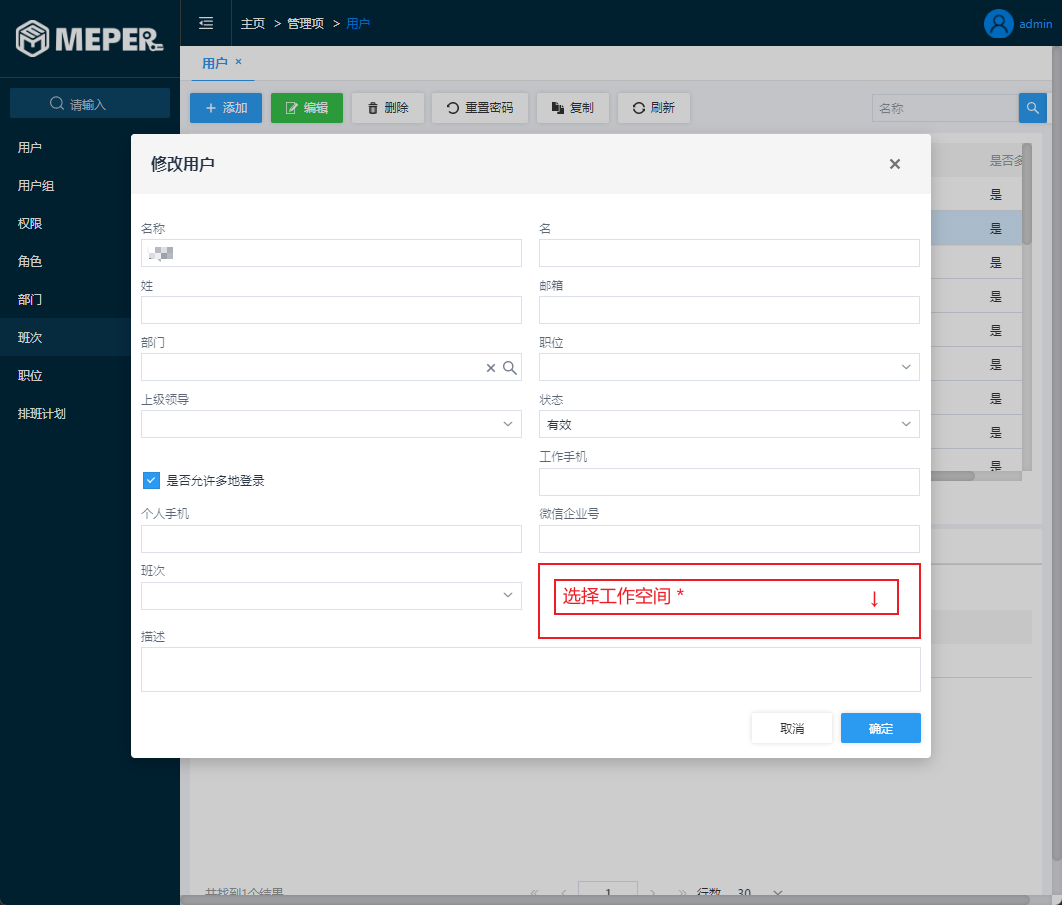 MEPER
主页 > 管理项 > 用户
admin
用户 ×
请输入
+ 添加
编辑
删除
重置密码
复制
刷新
名称
用户
用户组
权限
角色
部门
班次
职位
排班计划
是否多
是
是
是
是
是
是
是
是
是
修改用户
名称
名
姓
邮箱
部门
职位
上级领导
状态
有效
是否允许多地登录
工作手机
个人手机
微信企业号
班次
选择工作空间 * ↓
描述
取消
确定
共找到1个结果
« ‹ 1 › » 行数 30